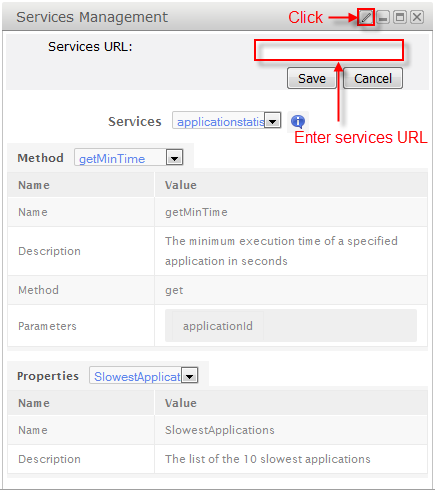 Services Management Click
Services URL:
Save Cancel
Services applicationstatis
Enter services URL
Method getMinTime
Name Value
Name getMinTime
Description The minimum execution time of a specified
application in seconds
Method get
Parameters applicationId
Properties SlowestApplicat
Name Value
Name SlowestApplications
Description The list of the 10 slowest applications